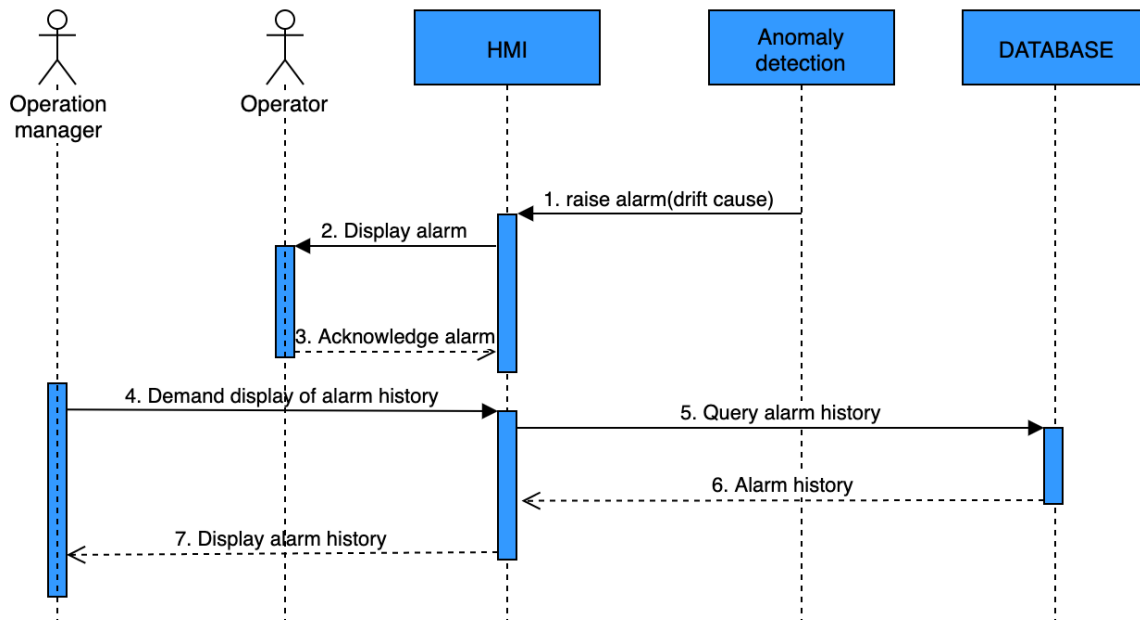 Operation
manager
Operator
HMI
Anomaly
detection
DATABASE
1. raise alarm(drift cause)
2. Display alarm
3. Acknowledge alarm
4. Demand display of alarm history
5. Query alarm history
6. Alarm history
7. Display alarm history